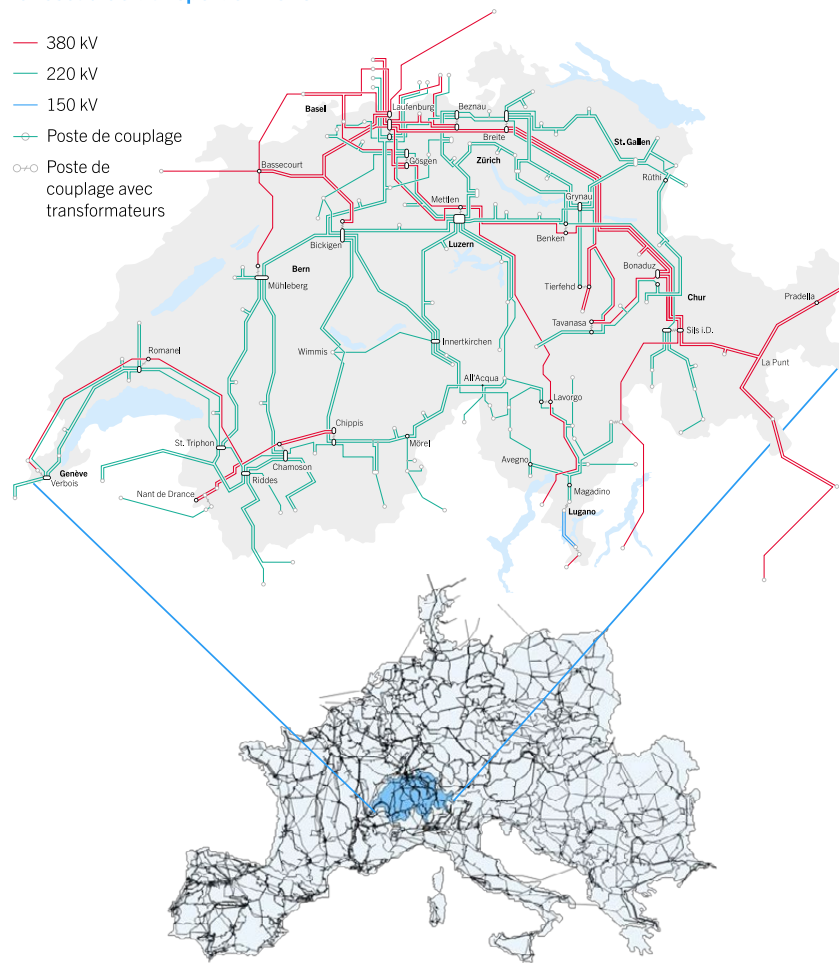 380 kV
220 kV
150 kV
Poste de couplage
Poste de
couplage avec
transformateurs
Basel
Laufenburg
Beznau
Breite
St. Gallen
Bassecourt
Gösgen
Zürich
Rüthi
Mettlen
Grynau
Bickigen
Luzern
Benken
Bern
Mühleberg
Bonaduz
Tierfehd
Chur
Pradella
Tavanasa
Sils i.D.
Romanel
Wimmis
Innertkirchen
La Punt
All'Acqua
Lavorgo
Chippis
St. Triphon
Mörel
Avegno
Genève
Verbois
Chamoson
Riddes
Nant de Drance
Magadino
Lugano